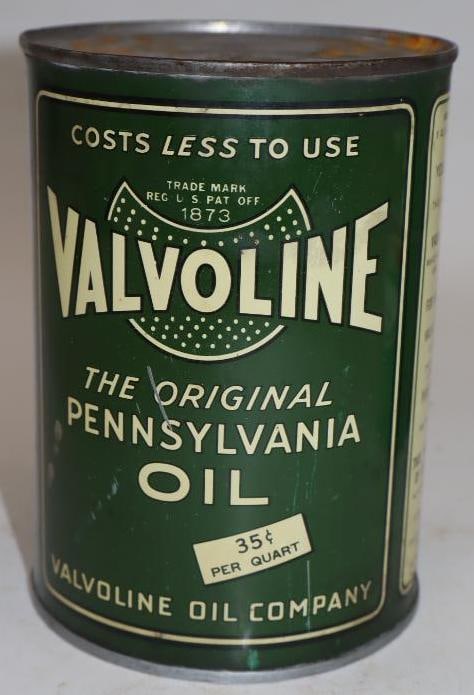 COSTS LESS TO USE
TRADE MARK
REG U S PAT OFF.
1873
VALVOLINE
THE ORIGINAL
PENNSYLVANIA
OIL
35¢
PER QUART
VALVOLINE OIL COMPANY